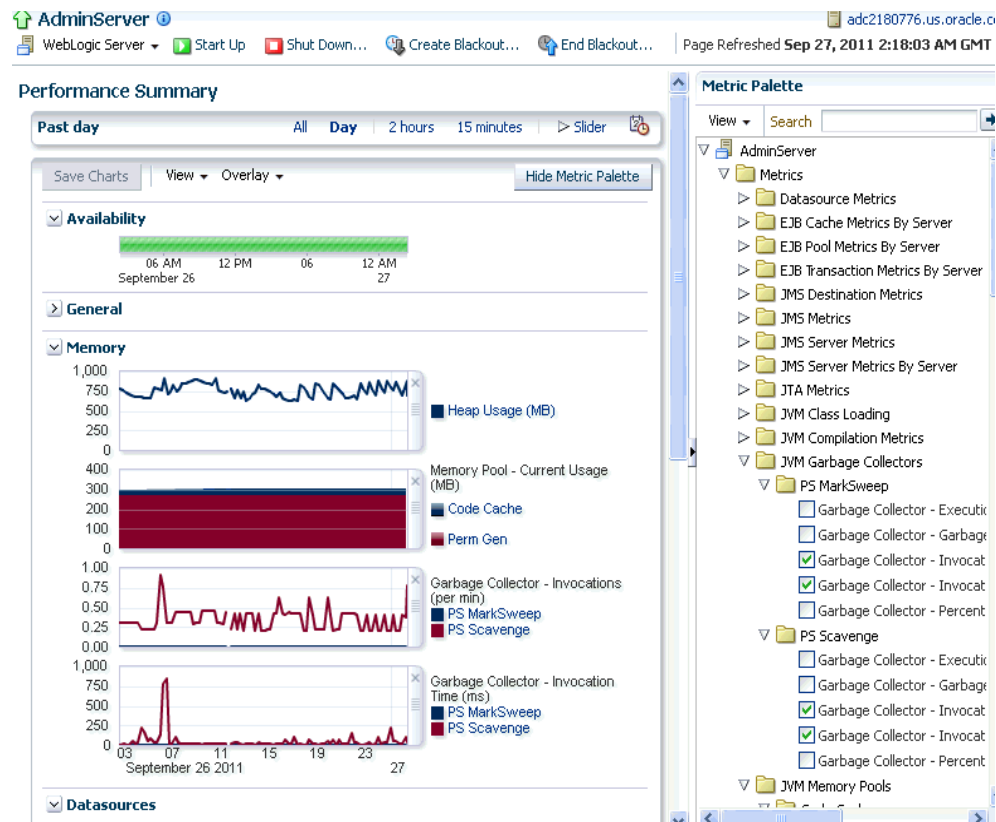 AdminServer
adc2180776.us.oracle.c
WebLogic Server Start Up Shut Down... Create Blackout... End Blackout... Page Refreshed Sep 27, 2011 2:18:03 AM GMT
Performance Summary
Past day All Day 2 hours 15 minutes Slider
Save Charts View Overlay Hide Metric Palette
Availability
06 AM 12 PM 06 12 AM
September 26 27
General
Memory
1,000
750
500
250
0
Heap Usage (MB)
400
300
200
100
0
Memory Pool - Current Usage
(MB)
Code Cache
Perm Gen
1.00
0.75
0.50
0.25
0.00
Garbage Collector - Invocations
(per min)
PS MarkSweep
PS Scavenge
1,000
750
500
250
0
Garbage Collector - Invocation
Time (ms)
PS MarkSweep
PS Scavenge
03 07 11 15 19 23
September 26 2011 27
Datasources
Metric Palette
View Search
AdminServer
Metrics
Datasource Metrics
EJB Cache Metrics By Server
EJB Pool Metrics By Server
EJB Transaction Metrics By Server
JMS Destination Metrics
JMS Metrics
JMS Server Metrics
JMS Server Metrics By Server
JTA Metrics
JVM Class Loading
JVM Compilation Metrics
JVM Garbage Collectors
PS MarkSweep
Garbage Collector - Executi
Garbage Collector - Garbage
Garbage Collector - Invocat
Garbage Collector - Invocat
Garbage Collector - Percent
PS Scavenge
Garbage Collector - Executi
Garbage Collector - Garbage
Garbage Collector - Invocat
Garbage Collector - Invocat
Garbage Collector - Percent
JVM Memory Pools